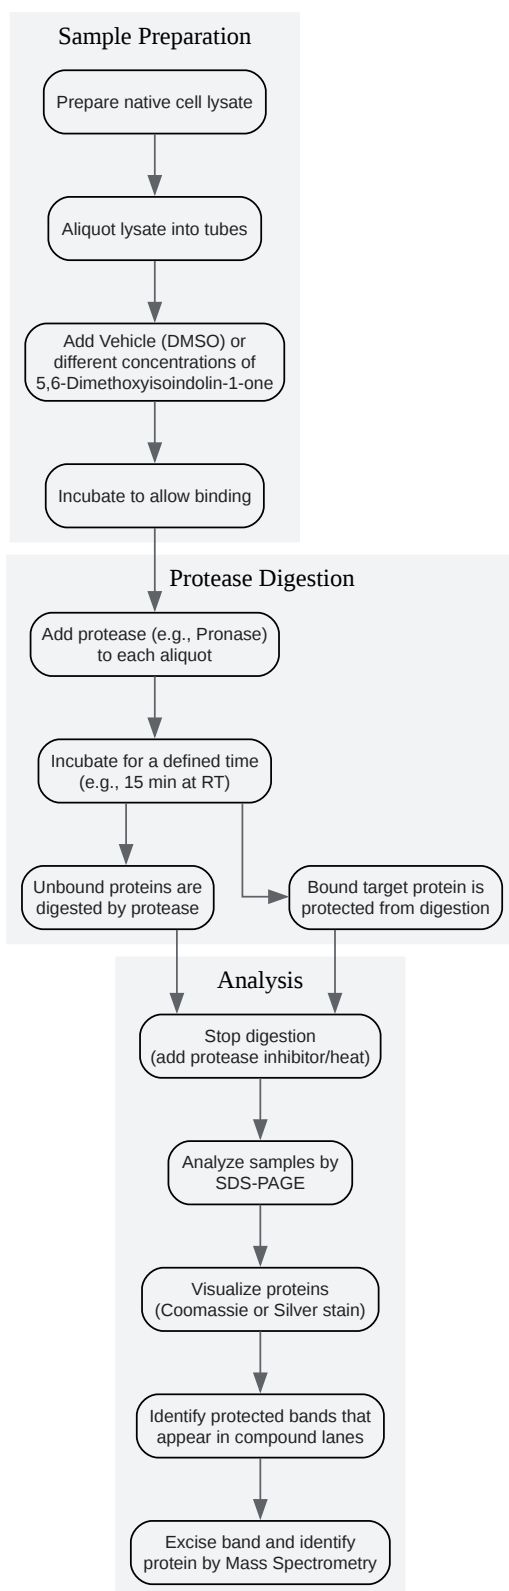 Sample Preparation
Prepare native cell lysate
Aliquot lysate into tubes
Add Vehicle (DMSO) or
different concentrations of
5,6-Dimethoxyisoindolin-1-one
Incubate to allow binding
Protease Digestion
Add protease (e.g., Pronase)
to each aliquot
Incubate for a defined time
(e.g., 15 min at RT)
Unbound proteins are
digested by protease
Bound target protein is
protected from digestion
Analysis
Stop digestion
(add protease inhibitor/heat)
Analyze samples by
SDS-PAGE
Visualize proteins
(Coomassie or Silver stain)
Identify protected bands that
appear in compound lanes
Excise band and identify
protein by Mass Spectrometry